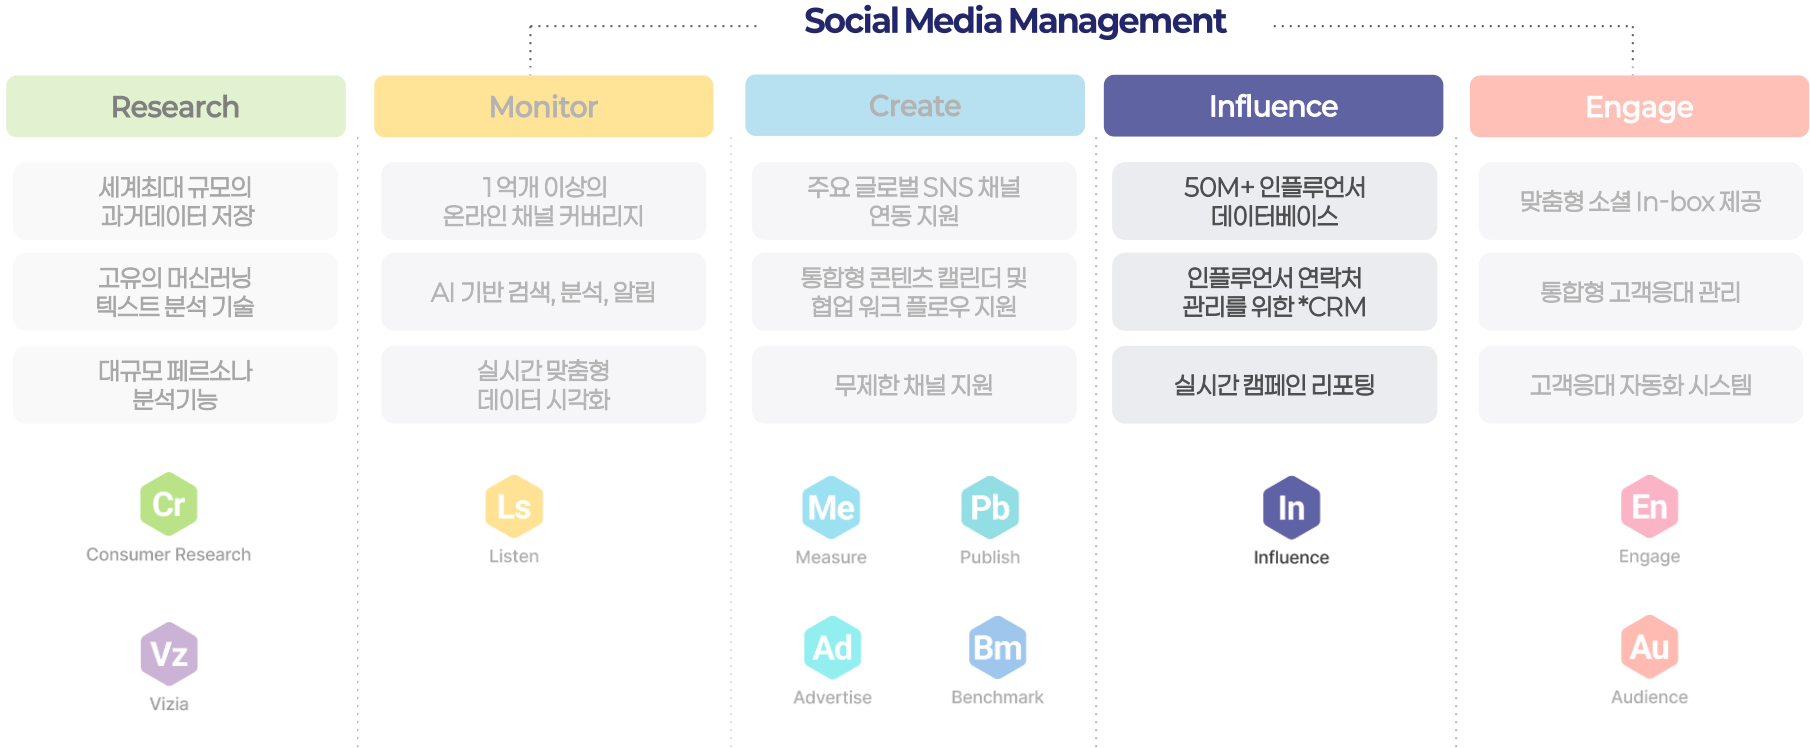 Social Media Management
Research
세계최대 규모의
과거데이터 저장
고유의 머신러닝
텍스트 분석 기술
대규모 페르소나
분석기능
Cr
Consumer Research
Vz
Vizia
Monitor
1억개 이상의
온라인 채널 커버리지
AI 기반 검색, 분석, 알림
실시간 맞춤형
데이터 시각화
Ls
Listen
Create
주요 글로벌 SNS 채널
연동 지원
통합형 콘텐츠 캘린더 및
협업 워크 플로우 지원
무제한 채널 지원
Me
Measure
Pb
Publish
Ad
Advertise
Bm
Benchmark
Influence
50M+ 인플루언서
데이터베이스
인플루언서 연락처
관리를 위한 *CRM
실시간 캠페인 리포팅
In
Influence
Engage
맞춤형 소셜 In-box 제공
통합형 고객응대 관리
고객응대 자동화 시스템
En
Engage
Au
Audience